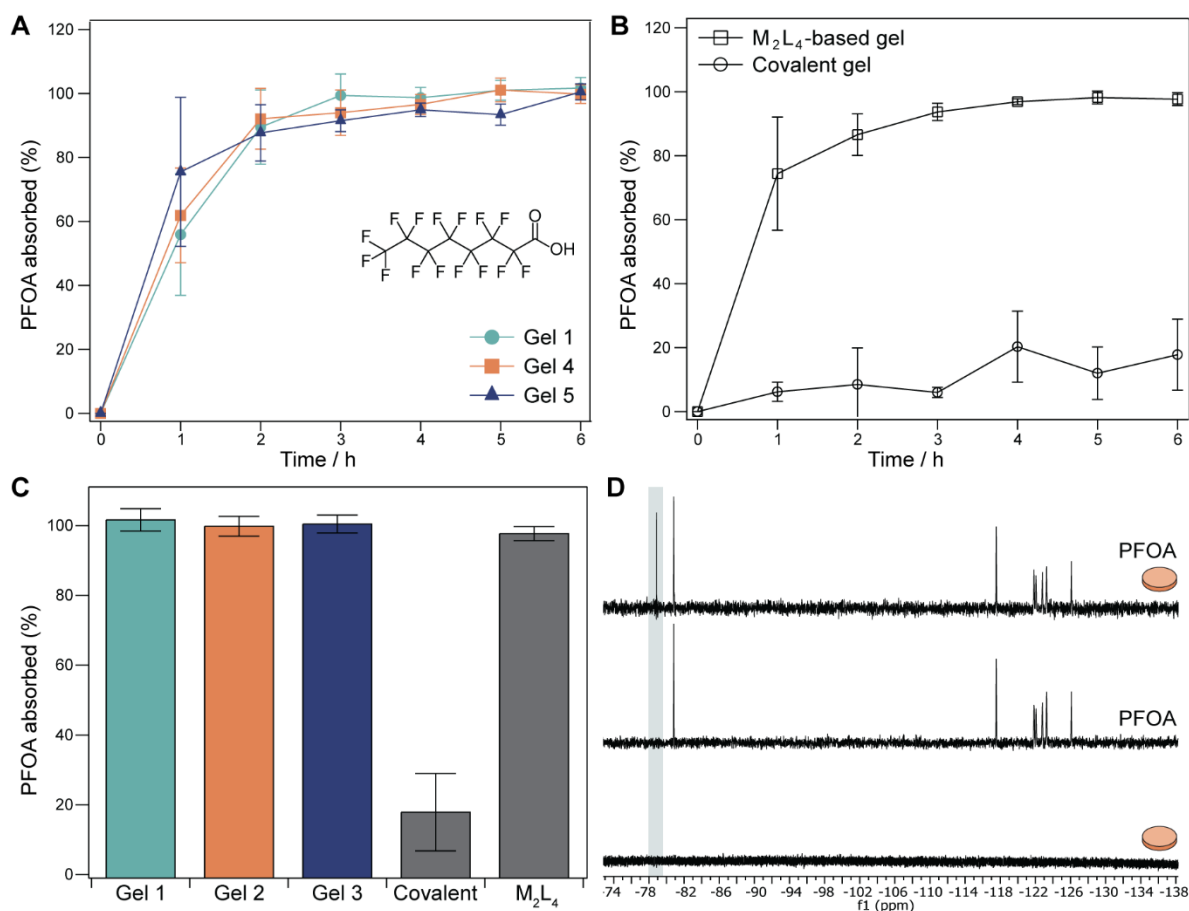 A
120
100
80
60
40
20
0
PFOA absorbed (%)
0 1 2 3 4 5 6
Time / h
F F F F F F O
F OH
F F F F F F F F
Gel 1
Gel 4
Gel 5
B
120
100
80
60
40
20
0
PFOA absorbed (%)
M₂L₄-based gel
Covalent gel
0 1 2 3 4 5 6
Time / h
C
100
80
60
40
20
0
PFOA absorbed (%)
Gel 1 Gel 2 Gel 3 Covalent M₂L₄
D
PFOA
PFOA
-74 -78 -82 -86 -90 -94 -98 -102 -106 -110 -114 -118 -122 -126 -130 -134 -138
f1 (ppm)